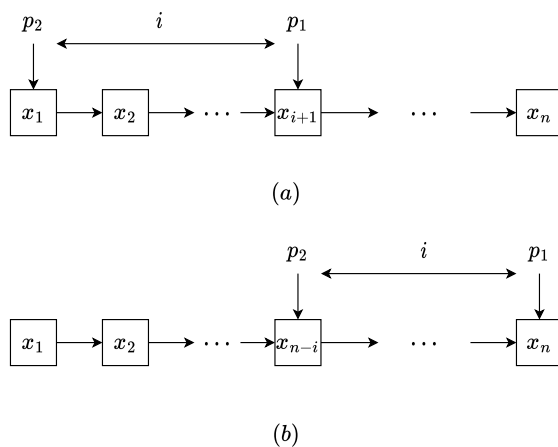 p₂ i p₁
x₁ x₂ ··· xᵢ₊₁ ··· xₙ
(a)
p₂ i p₁
x₁ x₂ ··· xₙ₋ᵢ ··· xₙ
(b)